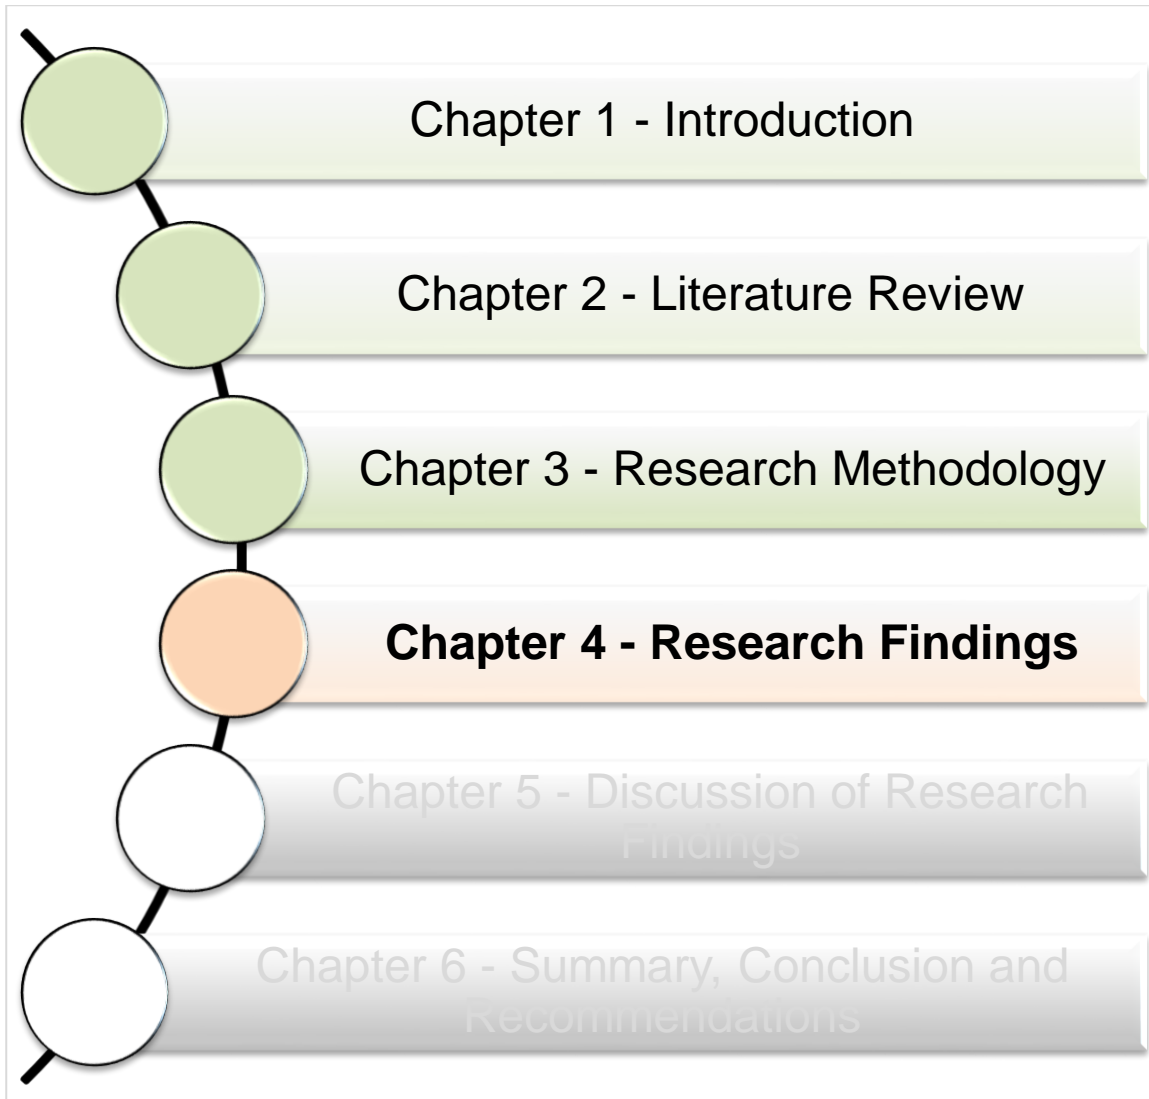 Chapter 1 - Introduction
Chapter 2 - Literature Review
Chapter 3 - Research Methodology
Chapter 4 - Research Findings
Chapter 5 - Discussion of Research
Findings
Chapter 6 - Summary, Conclusion and
Recommendations